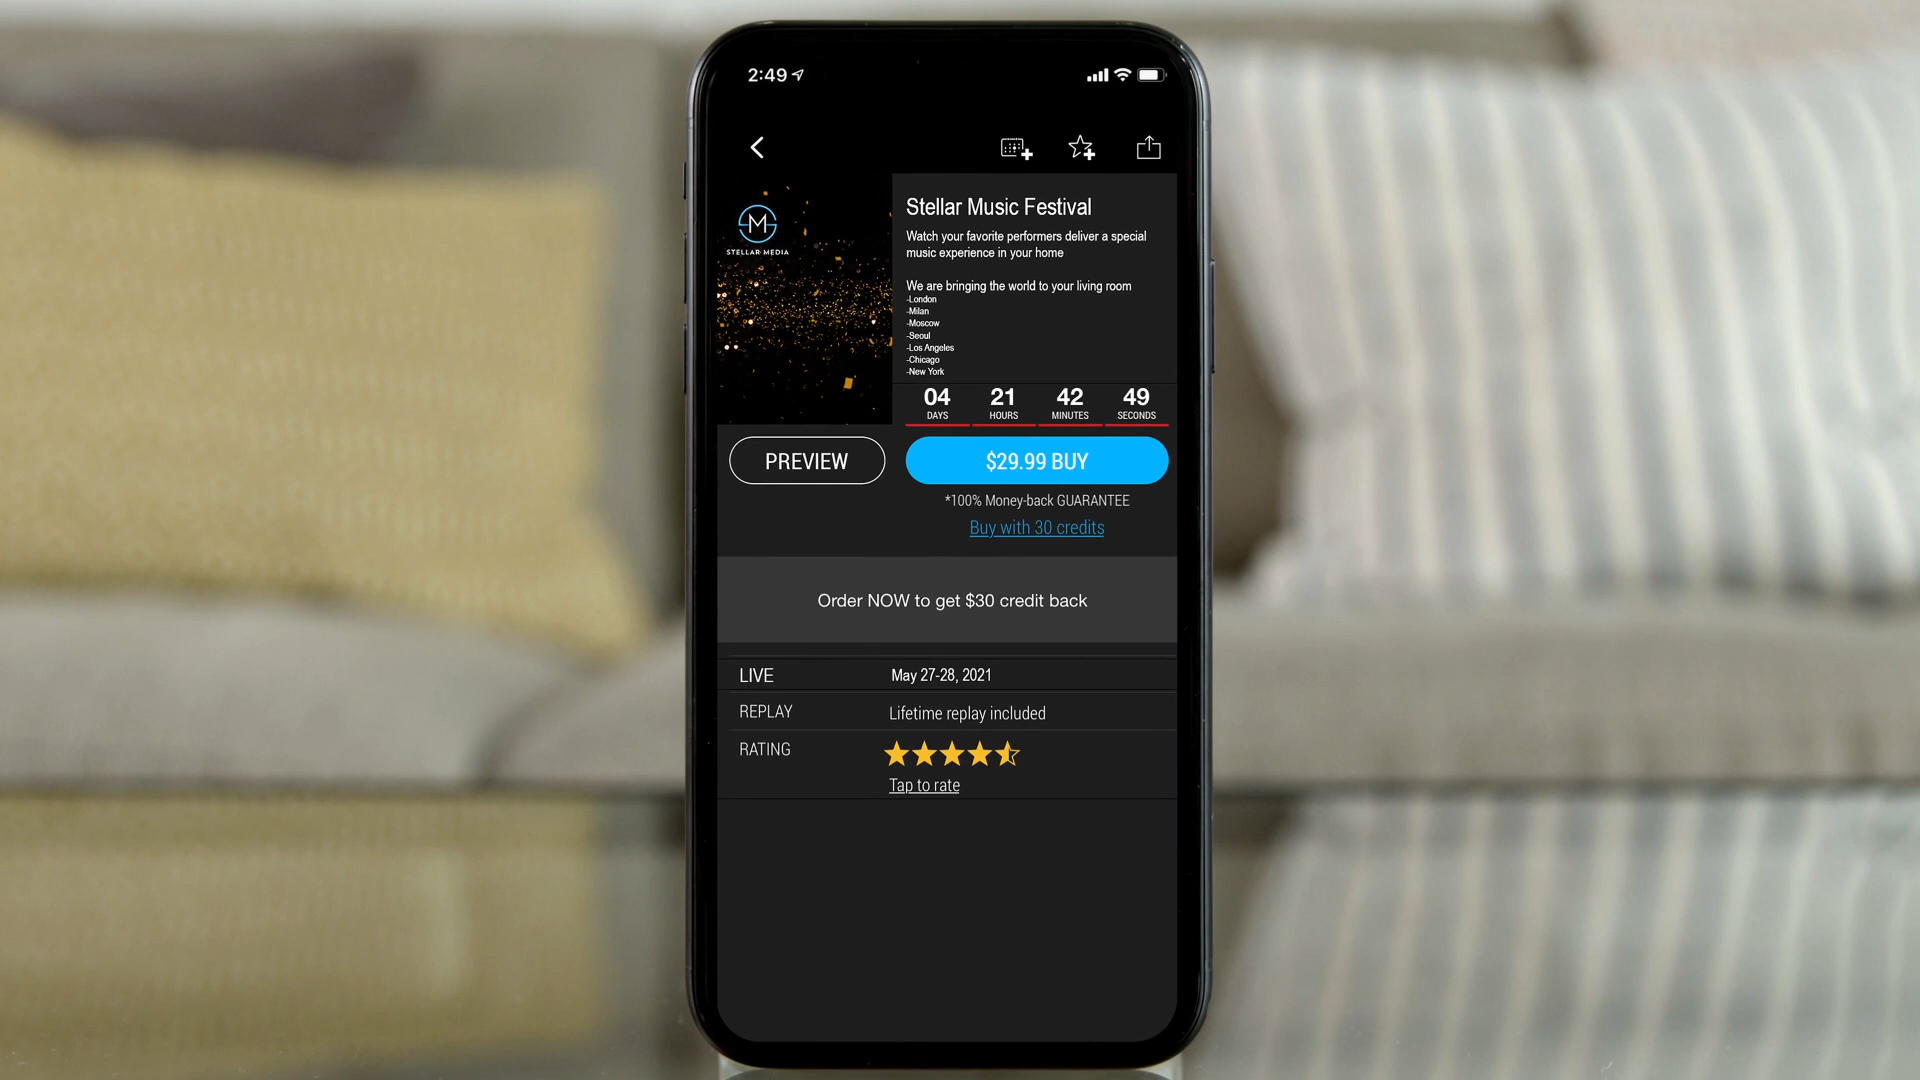 2:49
M
STELLAR MEDIA
Stellar Music Festival
Watch your favorite performers deliver a special
music experience in your home
We are bringing the world to your living room
-London
-Milan
-Moscow
-Seoul
-Los Angeles
-Chicago
-New York
04 21 42 49
DAYS HOURS MINUTES SECONDS
PREVIEW
$29.99 BUY
*100% Money-back GUARANTEE
Buy with 30 credits
Order NOW to get $30 credit back
LIVE May 27-28, 2021
REPLAY Lifetime replay included
RATING
Tap to rate